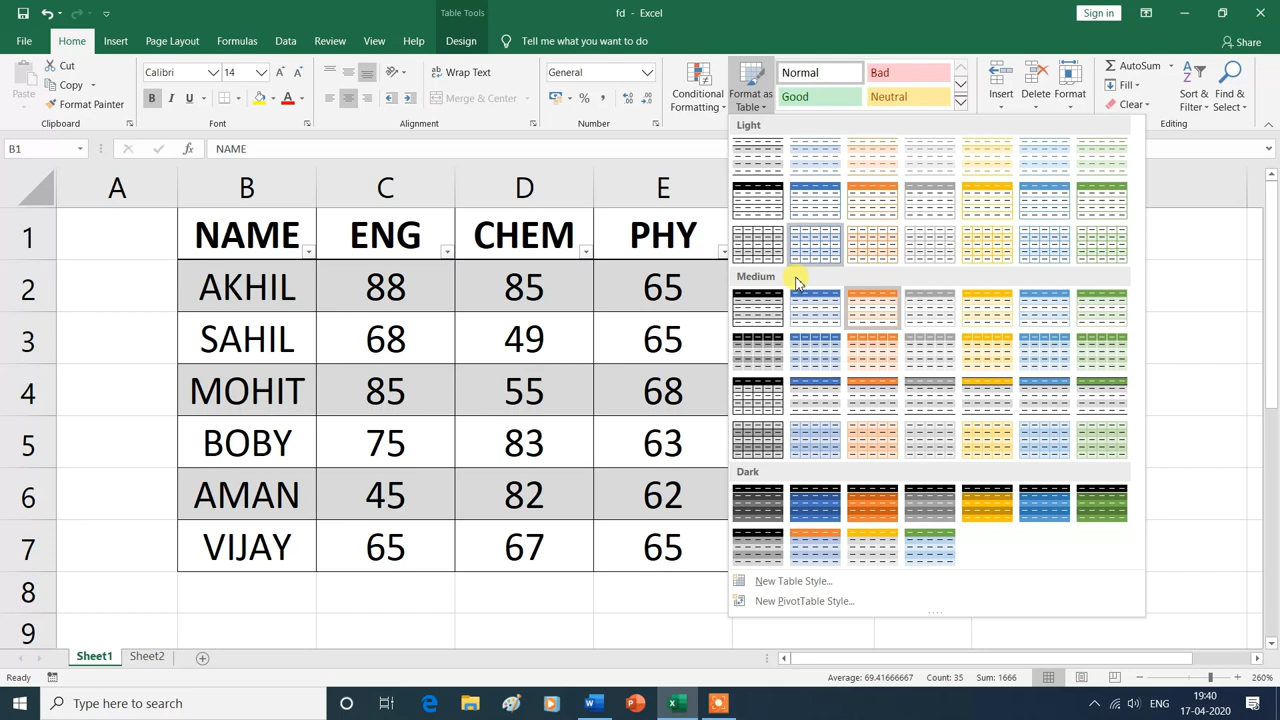 Table Tools
fd - Excel
Sign in
File Home Insert Page Layout Formulas Data Review View Help Design Tell me what you want to do Share
Paste
Cut
Copy
Format Painter
Clipboard
Calibri 14
B I U A
Font
Wrap Text
Merge & Center
Alignment
General
%
Number
Conditional Formatting
Format as Table
Normal Bad
Good Neutral
Insert Delete Format
AutoSum
Fill
Clear
Sort & Filter
Find & Select
Editing
B1 fx NAME
A B C D E
1 NAME ENG CHEM PHY
2 AKHIL 88 85 65
3 SAHIL 68 49 65
4 MOHIT 85 55 68
5 BOBY 75 83 63
6 AMAN 45 82 62
7 VIJAY 65 67 65
8
9
Light
Medium
Dark
New Table Style...
New PivotTable Style...
Sheet1 Sheet2
Ready
Average: 69.41666667 Count: 35 Sum: 1666
260%
Type here to search
ENG
19:40
17-04-2020